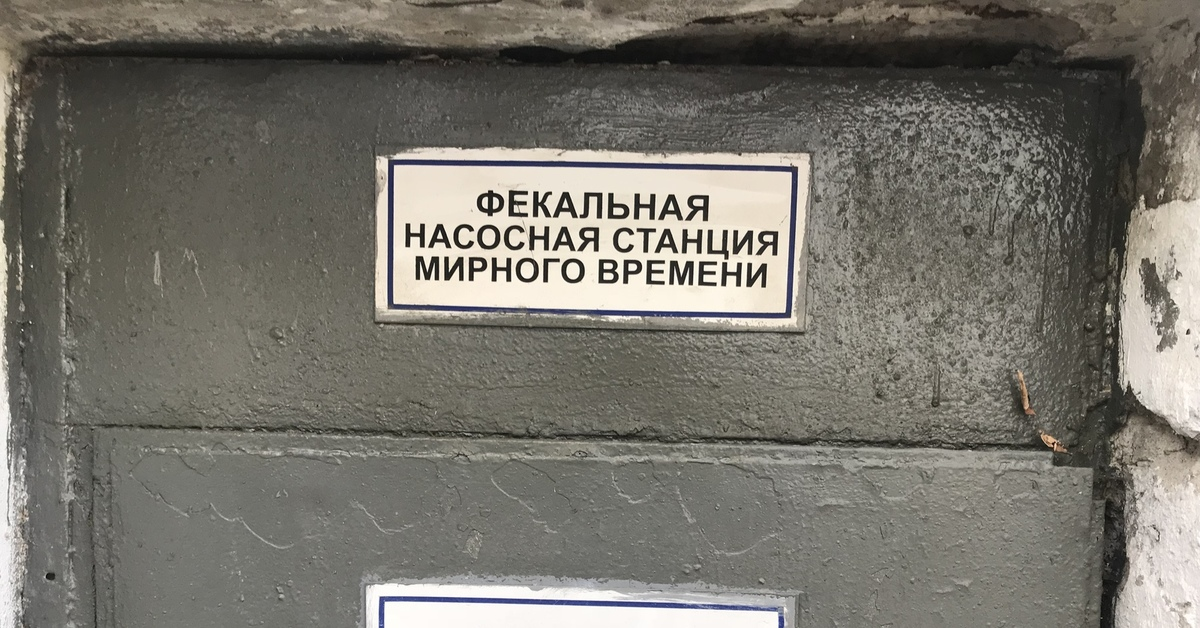 ФЕКАЛЬНАЯ
НАСОСНАЯ СТАНЦИЯ
МИРНОГО ВРЕМЕНИ